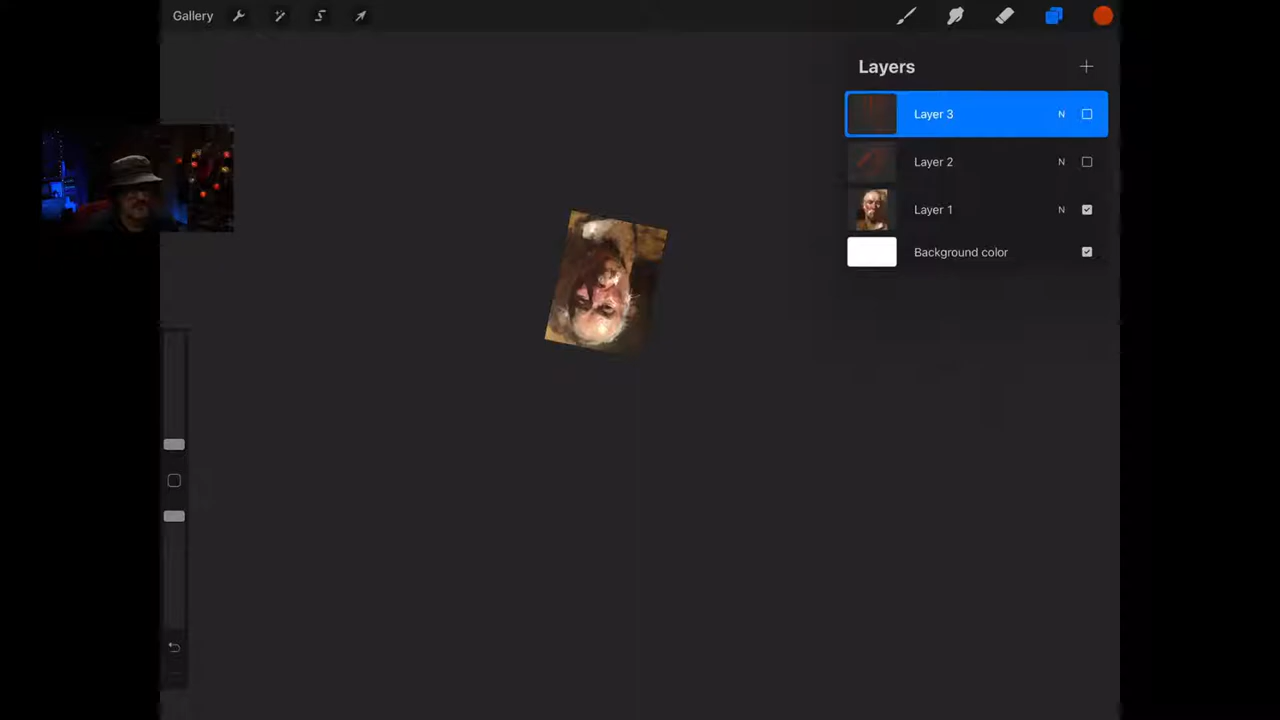 Gallery
Layers
Layer 3 N
Layer 2 N
Layer 1 N
Background color